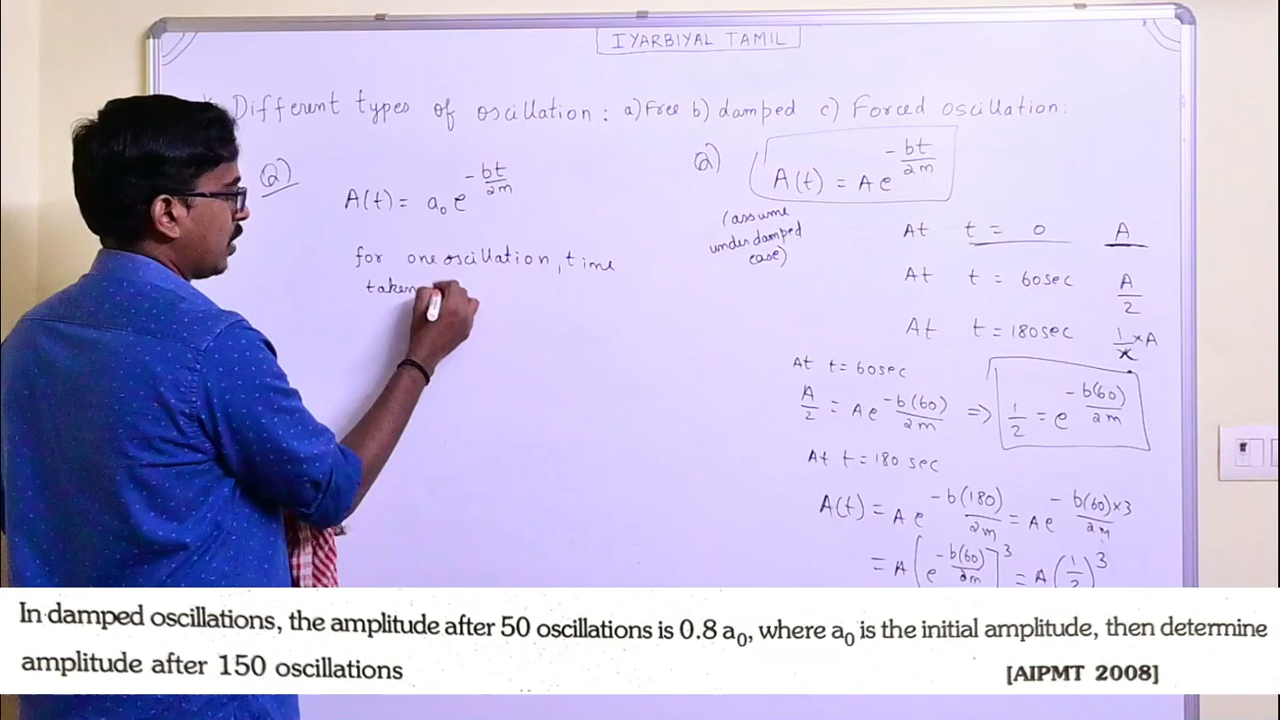 IYARBIYAL TAMIL
Different types of oscillation: a) Free b) damped c) Forced oscillation:
Q)
A(t) = a₀ e^(-bt/2m)
for one oscillation, time
taken
Q)
A(t) = A e^(-bt/2m)
(assume
underdamped
case)
At t = 0 A
At t = 60sec A/2
At t = 180sec 1/x × A
At t = 60sec
A/2 = A e^(-b(60)/2m) => 1/2 = e^(-b(60)/2m)
At t = 180 sec
A(t) = A e^(-b(180)/2m) = A e^(-b(60)×3/2m)
= A [e^(-b(60)/2m)]³ = A (1/2)³
In damped oscillations, the amplitude after 50 oscillations is 0.8 a₀, where a₀ is the initial amplitude, then determine
amplitude after 150 oscillations [AIPMT 2008]